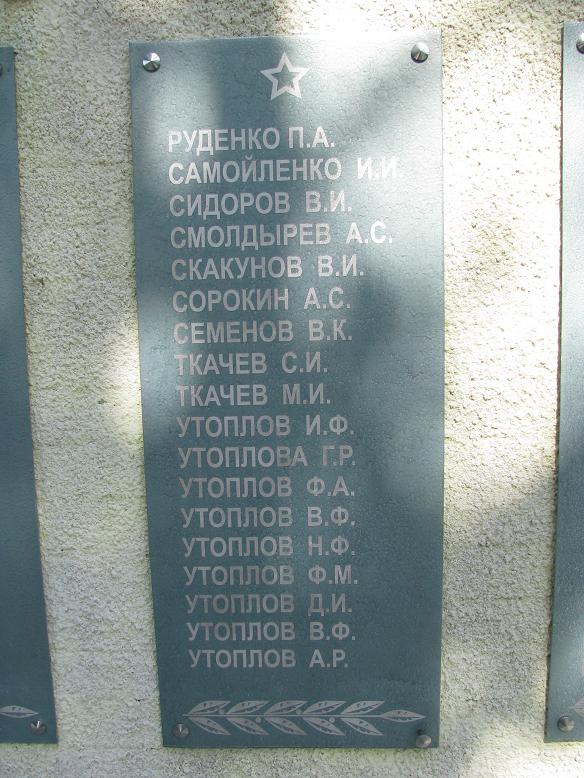 РУДЕНКО П.А.
САМОЙЛЕНКО И.И.
СИДОРОВ В.И.
СМОЛДЫРЕВ А.С.
СКАКУНОВ В.И.
СОРОКИН А.С.
СЕМЕНОВ В.К.
ТКАЧЕВ С.И.
ТКАЧЕВ М.И.
УТОПЛОВ И.Ф.
УТОПЛОВА Г.Р.
УТОПЛОВ Ф.А.
УТОПЛОВ В.Ф.
УТОПЛОВ Н.Ф.
УТОПЛОВ Ф.М.
УТОПЛОВ Д.И.
УТОПЛОВ В.Ф.
УТОПЛОВ А.Р.